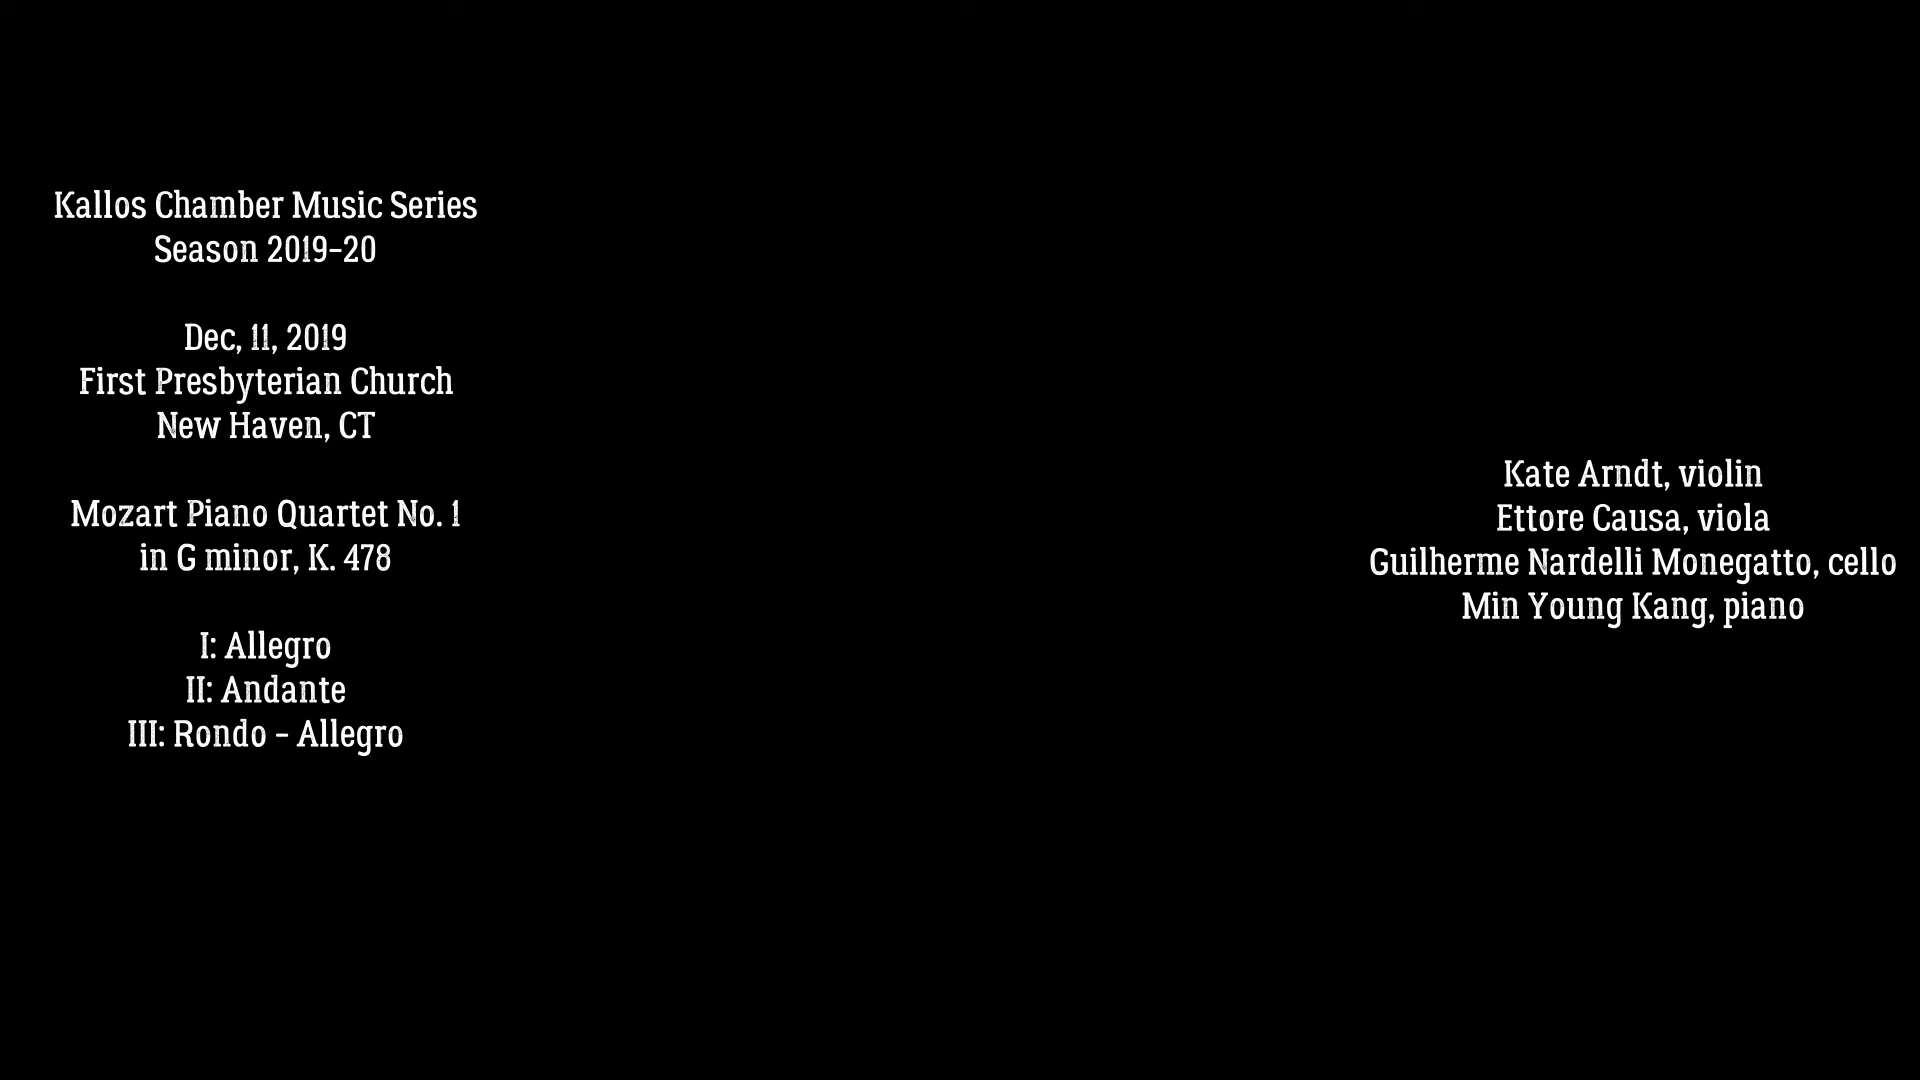 Kallos Chamber Music Series
Season 2019-20
Dec, 11, 2019
First Presbyterian Church
New Haven, CT
Mozart Piano Quartet No. 1
in G minor, K. 478
I: Allegro
II: Andante
III: Rondo - Allegro
Kate Arndt, violin
Ettore Causa, viola
Guilherme Nardelli Monegatto, cello
Min Young Kang, piano